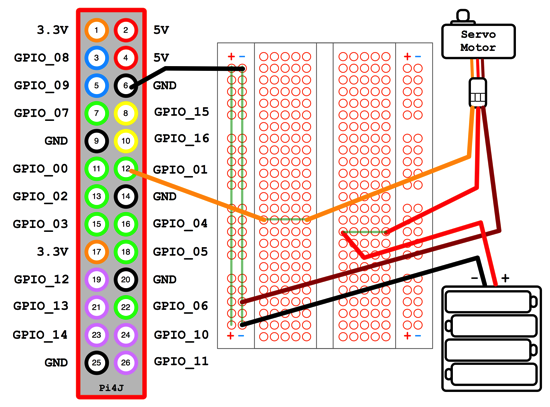 3.3V 1 2 5V
GPIO_08 3 4 5V
GPIO_09 5 6 GND
GPIO_07 7 8 GPIO_15
GND 9 10 GPIO_16
GPIO_00 11 12 GPIO_01
GPIO_02 13 14 GND
GPIO_03 15 16 GPIO_04
3.3V 17 18 GPIO_05
GPIO_12 19 20 GND
GPIO_13 21 22 GPIO_06
GPIO_14 23 24 GPIO_10
GND 25 26 GPIO_11
Pi4J
+ −
+ −
+ −
+ −
Servo
Motor
− +